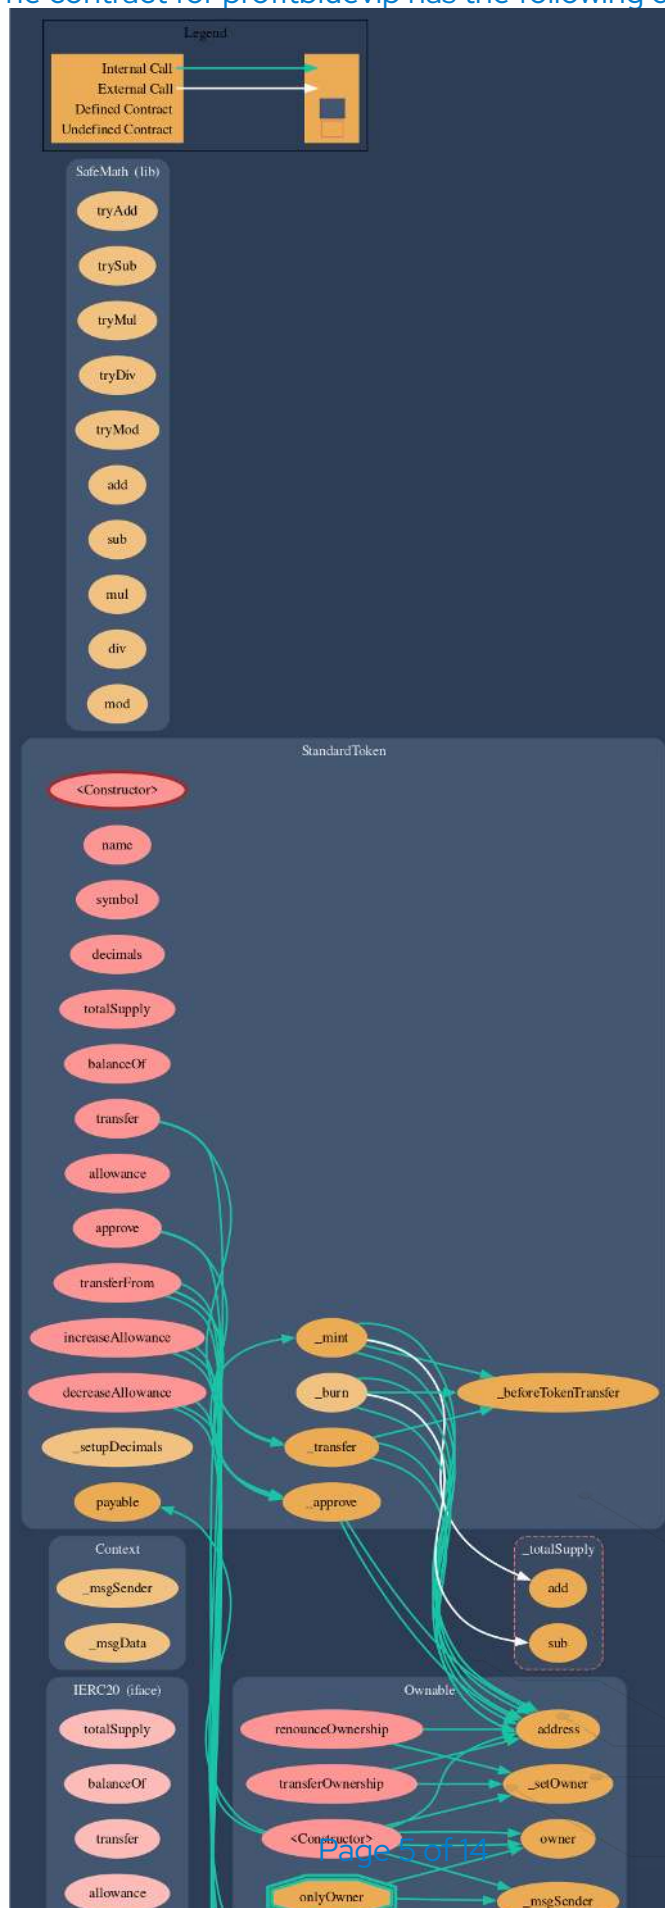 The contract for profitbluevip has the following
Legend
Internal Call
External Call
Defined Contract
Undefined Contract
SafeMath (lib)
tryAdd
trySub
tryMul
tryDiv
tryMod
add
sub
mul
div
mod
StandardToken
<Constructor>
name
symbol
decimals
totalSupply
balanceOf
transfer
allowance
approve
transferFrom
increaseAllowance
_mint
decreaseAllowance
_burn
_beforeTokenTransfer
_setupDecimals
_transfer
payable
_approve
Context
_totalSupply
_msgSender
add
_msgData
sub
IERC20 (iface)
Ownable
totalSupply
renounceOwnership
address
balanceOf
transferOwnership
_setOwner
transfer
<Constructor>
owner
Page 5 of 14
allowance
onlyOwner
_msgSender